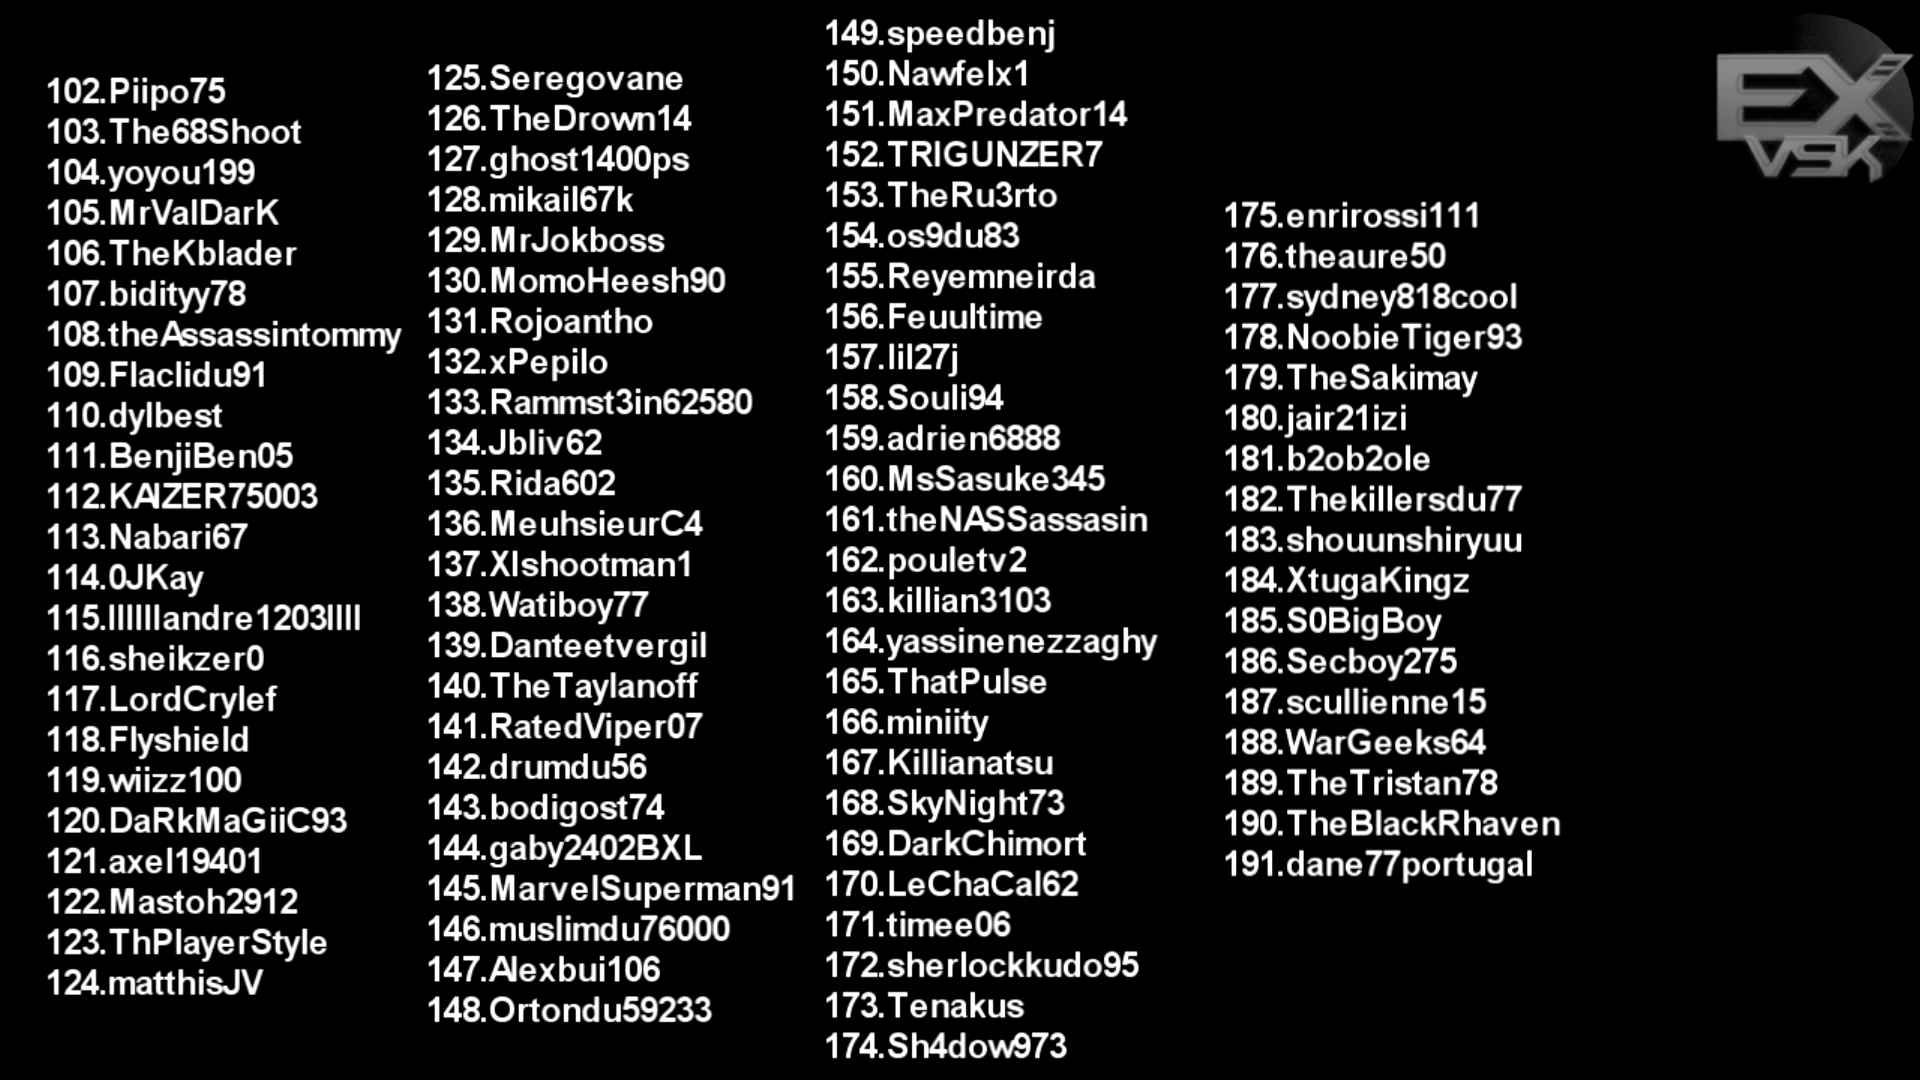 102.Piipo75
103.The68Shoot
104.yoyou199
105.MrValDarK
106.TheKblader
107.bidityy78
108.theAssassintommy
109.Flaclidu91
110.dylbest
111.BenjiBen05
112.KAIZER75003
113.Nabari67
114.0JKay
115.llllllandre1203llll
116.sheikzer0
117.LordCrylef
118.Flyshield
119.wiizz100
120.DaRkMaGiiC93
121.axel19401
122.Mastoh2912
123.ThPlayerStyle
124.matthisJV
125.Seregovane
126.TheDrown14
127.ghost1400ps
128.mikail67k
129.MrJokboss
130.MomoHeesh90
131.Rojoantho
132.xPepilo
133.Rammst3in62580
134.Jbliv62
135.Rida602
136.MeuhsieurC4
137.XIshootman1
138.Watiboy77
139.Danteetvergil
140.TheTaylanoff
141.RatedViper07
142.drumdu56
143.bodigost74
144.gaby2402BXL
145.MarvelSuperman91
146.muslimdu76000
147.Alexbui106
148.Ortondu59233
149.speedbenj
150.Nawfelx1
151.MaxPredator14
152.TRIGUNZER7
153.TheRu3rto
154.os9du83
155.Reyemneirda
156.Feuultime
157.lil27j
158.Souli94
159.adrien6888
160.MsSasuke345
161.theNASSassasin
162.pouletv2
163.killian3103
164.yassinenezzaghy
165.ThatPulse
166.miniity
167.Killianatsu
168.SkyNight73
169.DarkChimort
170.LeChaCal62
171.timee06
172.sherlockkudo95
173.Tenakus
174.Sh4dow973
EX
VSK
175.enrirossi111
176.theaure50
177.sydney818cool
178.NoobieTiger93
179.TheSakimay
180.jair21izi
181.b2ob2ole
182.Thekillersdu77
183.shouunshiryuu
184.XtugaKingz
185.S0BigBoy
186.Secboy275
187.scullienne15
188.WarGeeks64
189.TheTristan78
190.TheBlackRhaven
191.dane77portugal